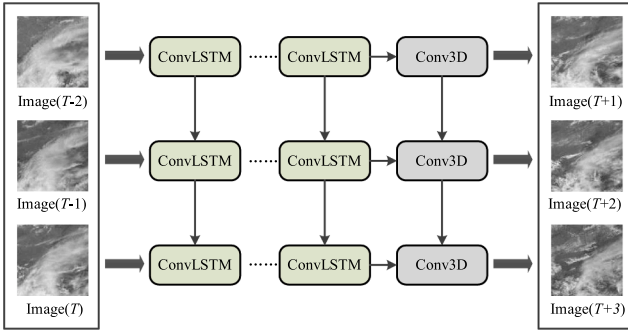 ConvLSTM ...... ConvLSTM Conv3D
Image(T-2) Image(T+1)
ConvLSTM ...... ConvLSTM Conv3D
Image(T-1) Image(T+2)
ConvLSTM ...... ConvLSTM Conv3D
Image(T) Image(T+3)